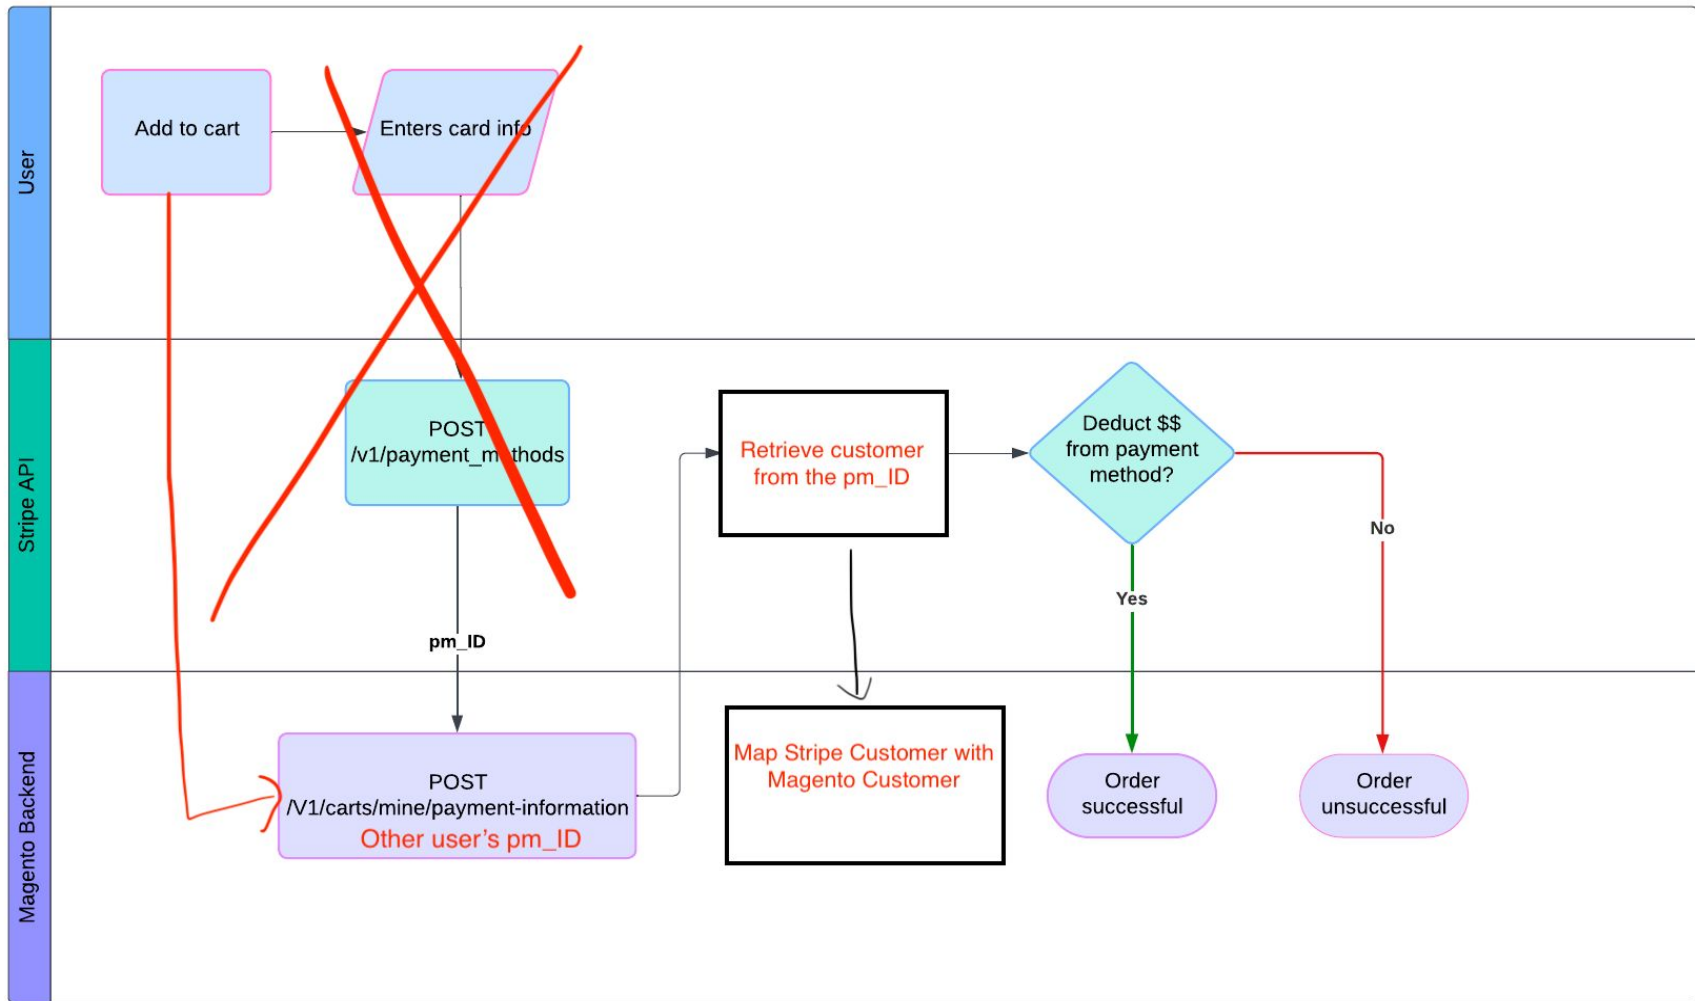 User
Add to cart
Enters card info
Stripe API
POST
/v1/payment_methods
pm_ID
Retrieve customer
from the pm_ID
Deduct $$
from payment
method?
No
Yes
Magento Backend
POST
/V1/carts/mine/payment-information
Other user's pm_ID
Map Stripe Customer with
Magento Customer
Order
successful
Order
unsuccessful